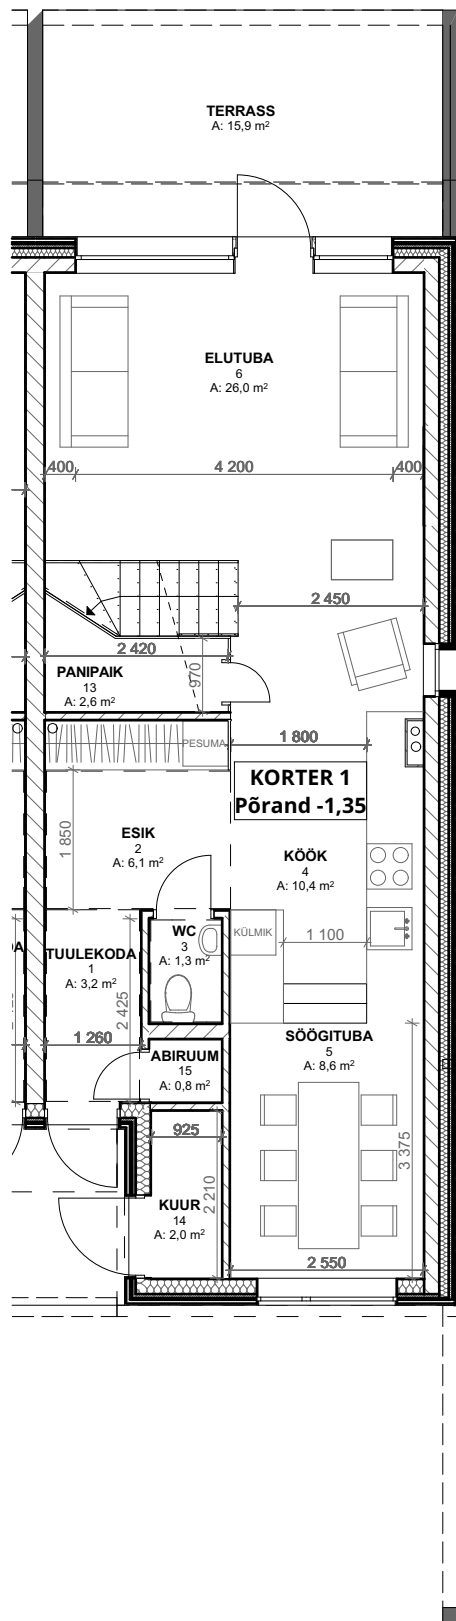 TERRASS
A: 15,9 m²
ELUTUBA
6
A: 26,0 m²
400
4 200
400
2 450
2 420
970
PANIPAIK
13
A: 2,6 m²
PESUMA
1 800
KORTER 1
Põrand -1,35
1 850
ESIK
2
A: 6,1 m²
KÖÖK
4
A: 10,4 m²
WC
3
A: 1,3 m²
KÜLMIK
1 100
DA
TUULEKODA
1
A: 3,2 m²
2 425
1 260
SÖÖGITUBA
5
A: 8,6 m²
ABIRUUM
15
A: 0,8 m²
925
3 375
2 210
KUUR
14
A: 2,0 m²
2 550